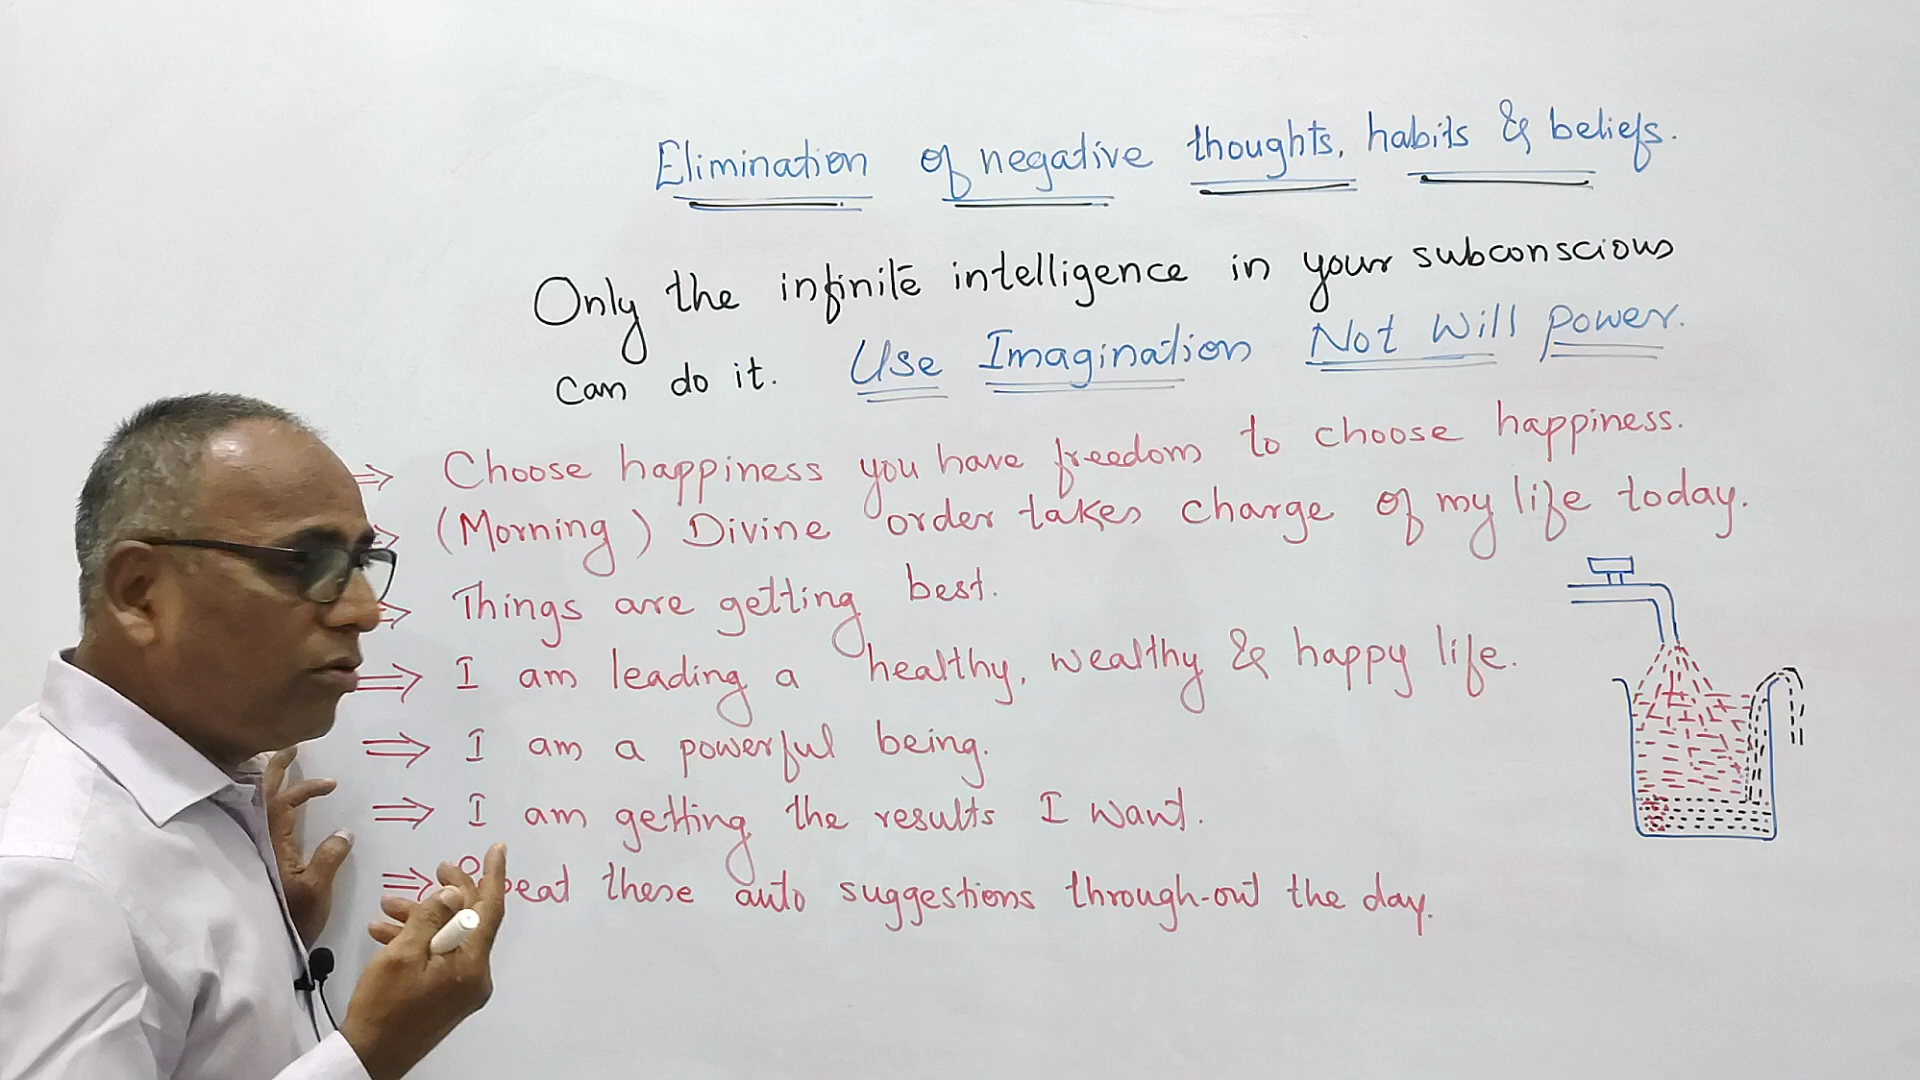 Elimination of negative thoughts, habits & beliefs.
Only the infinite intelligence in your subconscious
can do it. Use Imagination Not Will power.
⇒ Choose happiness you have freedom to choose happiness.
⇒ (Morning) Divine order takes charge of my life today.
⇒ Things are getting best.
⇒ I am leading a healthy, wealthy & happy life.
⇒ I am a powerful being.
⇒ I am getting the results I want.
⇒ these auto suggestions through-out the day.